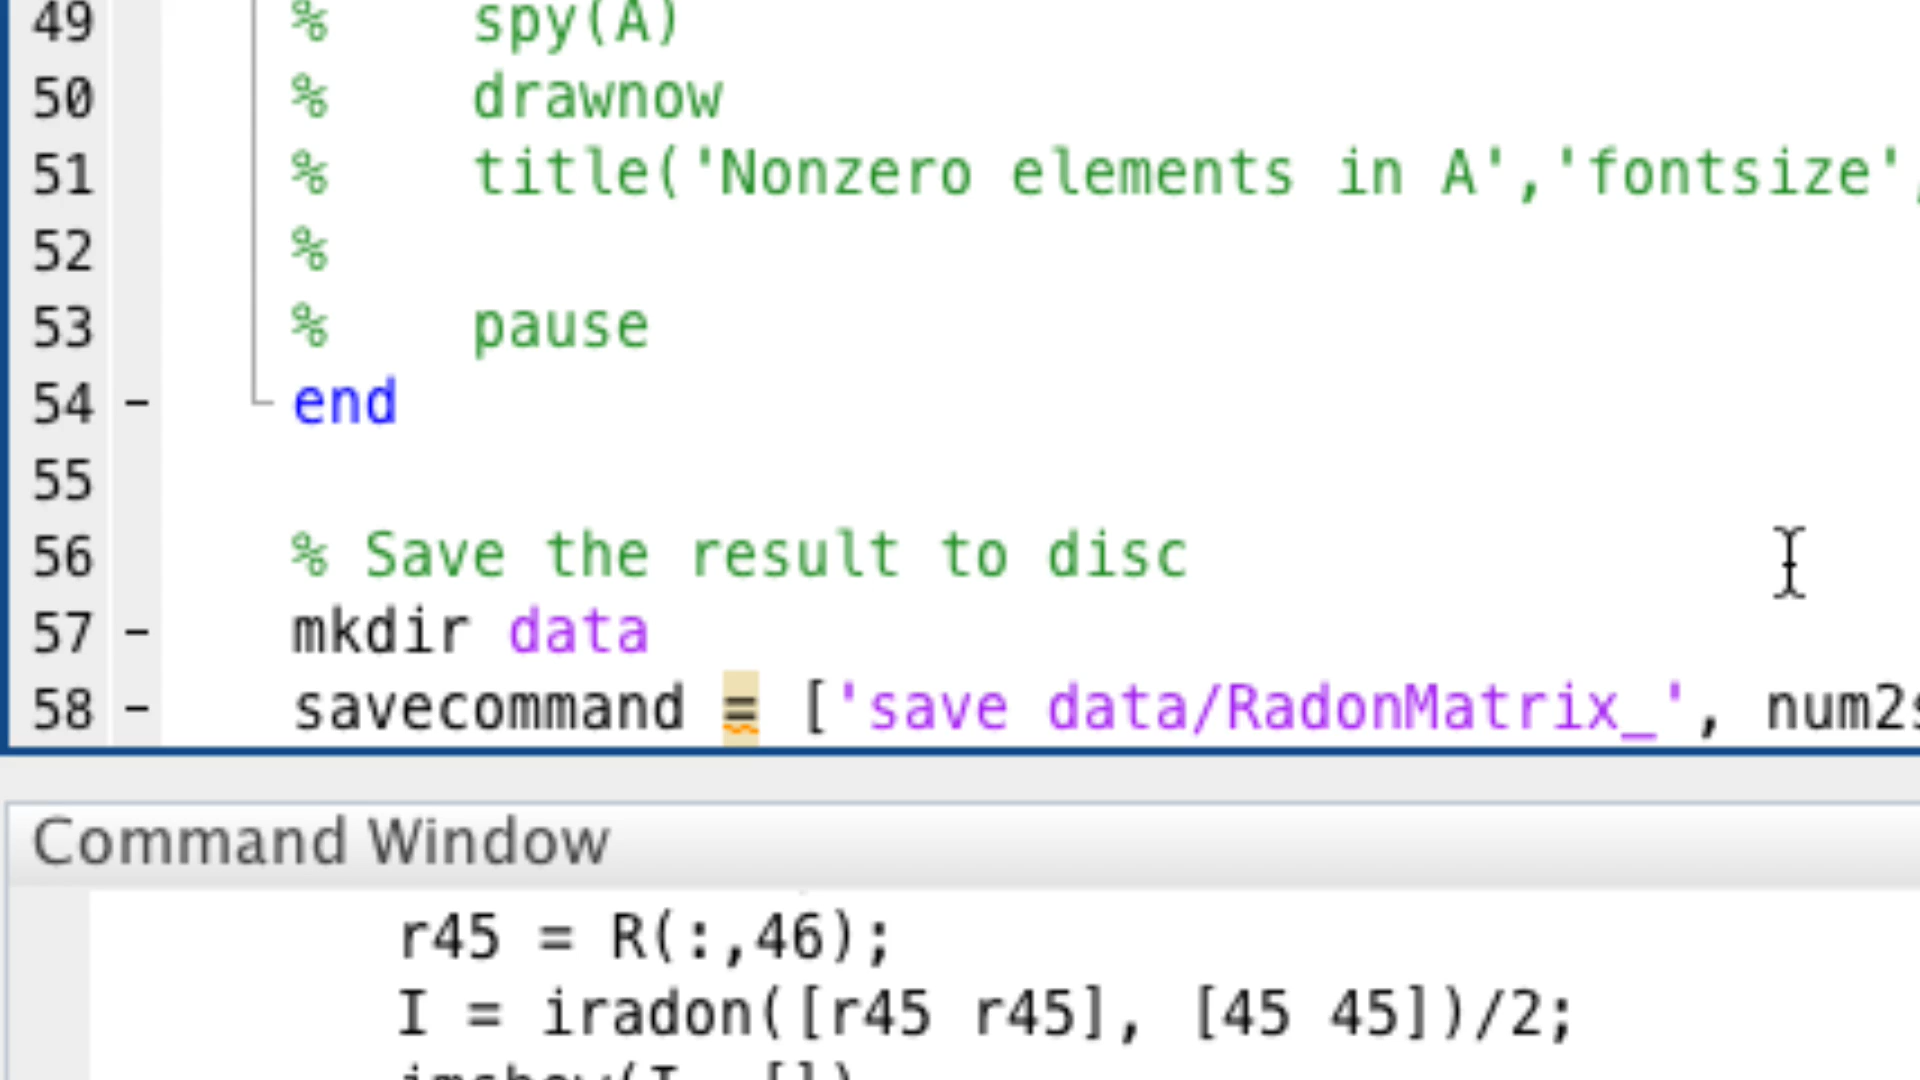 49 % spy(A)
50 % drawnow
51 % title('Nonzero elements in A','fontsize',
52 %
53 % pause
54 - end
55
56 % Save the result to disc
57 - mkdir data
58 - savecommand = ['save data/RadonMatrix_', num2s
Command Window
r45 = R(:,46);
I = iradon([r45 r45], [45 45])/2;
imshow(I, [])